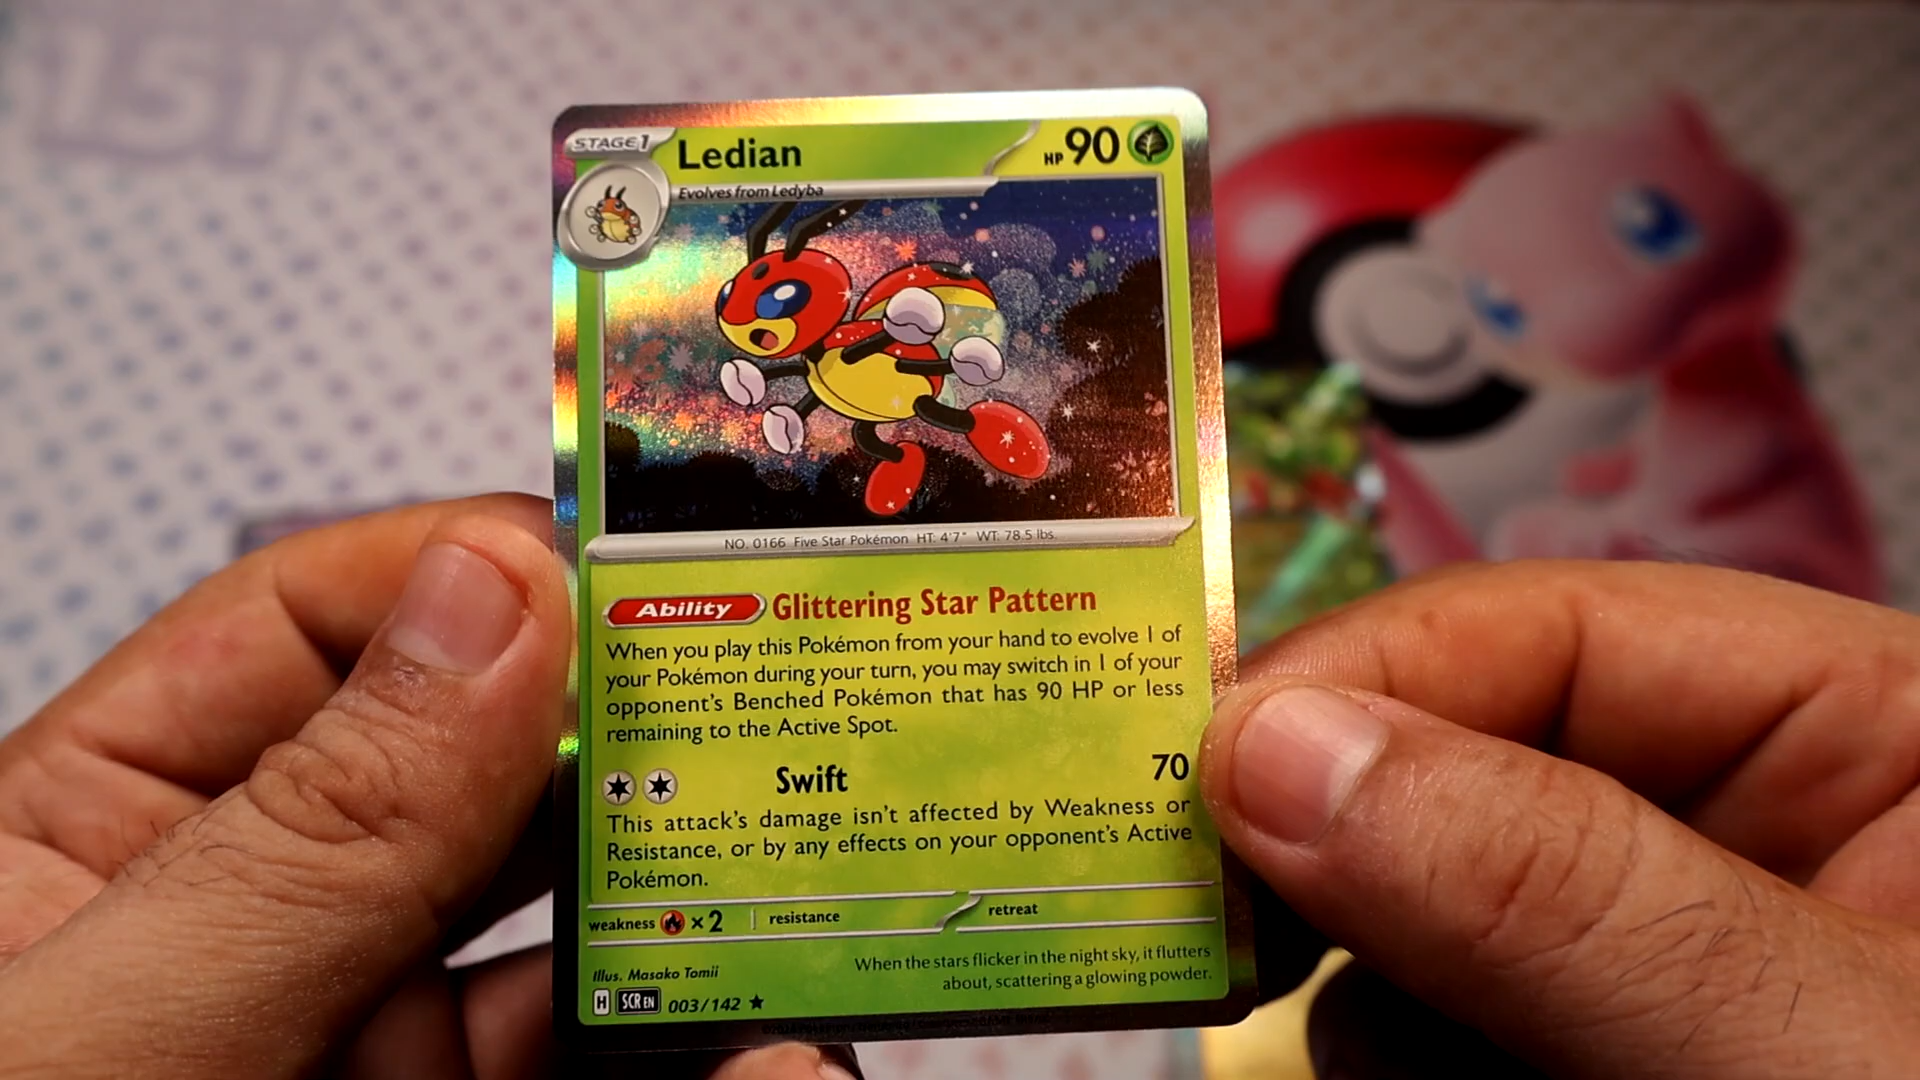 151
STAGE1
Ledian
HP 90
Evolves from Ledyba
NO. 0166 Five Star Pokémon HT: 4'7" WT: 78.5 lbs.
Ability Glittering Star Pattern
When you play this Pokémon from your hand to evolve 1 of
your Pokémon during your turn, you may switch in 1 of your
opponent's Benched Pokémon that has 90 HP or less
remaining to the Active Spot.
Swift 70
This attack's damage isn't affected by Weakness or
Resistance, or by any effects on your opponent's Active
Pokémon.
weakness ×2 resistance retreat
When the stars flicker in the night sky, it flutters
about, scattering a glowing powder.
Illus. Masako Tomii
H SCR EN 003/142 ★